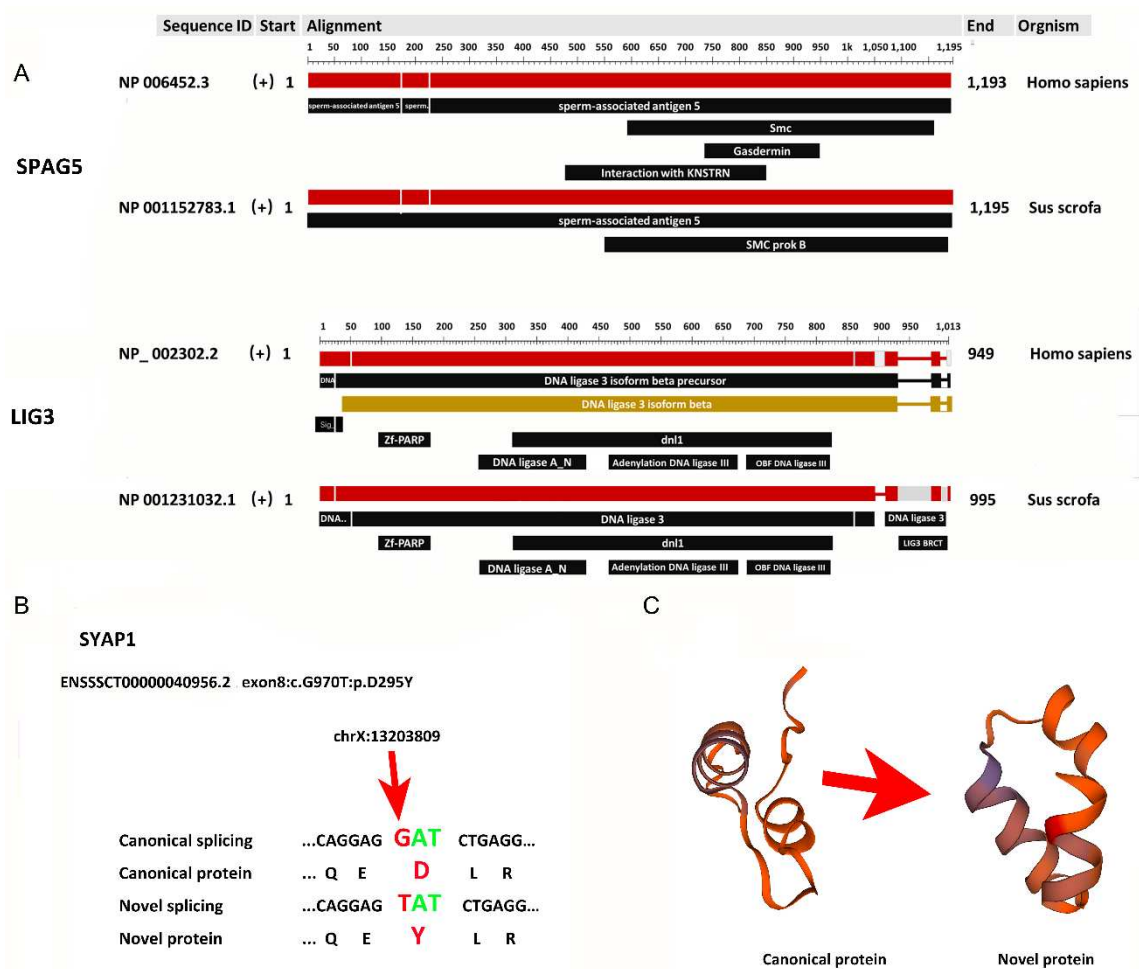 Sequence ID Start Alignment End Orgnism
A
1 50 100 150 200 250 300 350 400 450 500 550 600 650 700 750 800 850 900 950 1k 1,050 1,100 1,195
NP 006452.3 (+) 1 1,193 Homo sapiens
sperm-associated antigen 5 sperm. sperm-associated antigen 5
Smc
SPAG5
Gasdermin
Interaction with KNSTRN
NP 001152783.1 (+) 1 1,195 Sus scrofa
sperm-associated antigen 5
SMC prok B
1 50 100 150 200 250 300 350 400 450 500 550 600 650 700 750 800 850 900 950 1,013
NP_ 002302.2 (+) 1 949 Homo sapiens
DNA DNA ligase 3 isoform beta precursor
DNA ligase 3 isoform beta
LIG3
Sig_
Zf-PARP dnl1
DNA ligase A_N Adenylation DNA ligase III OBF DNA ligase III
NP 001231032.1 (+) 1 995 Sus scrofa
DNA.. DNA ligase 3 DNA ligase 3
Zf-PARP dnl1 LIG3 BRCT
DNA ligase A_N Adenylation DNA ligase III OBF DNA ligase III
B
C
SYAP1
ENSSSCT00000040956.2 exon8:c.G970T:p.D295Y
chrX:13203809
Canonical splicing ...CAGGAG GAT CTGAGG...
Canonical protein ... Q E D L R
Novel splicing ...CAGGAG TAT CTGAGG...
Novel protein ... Q E Y L R
Canonical protein
Novel protein